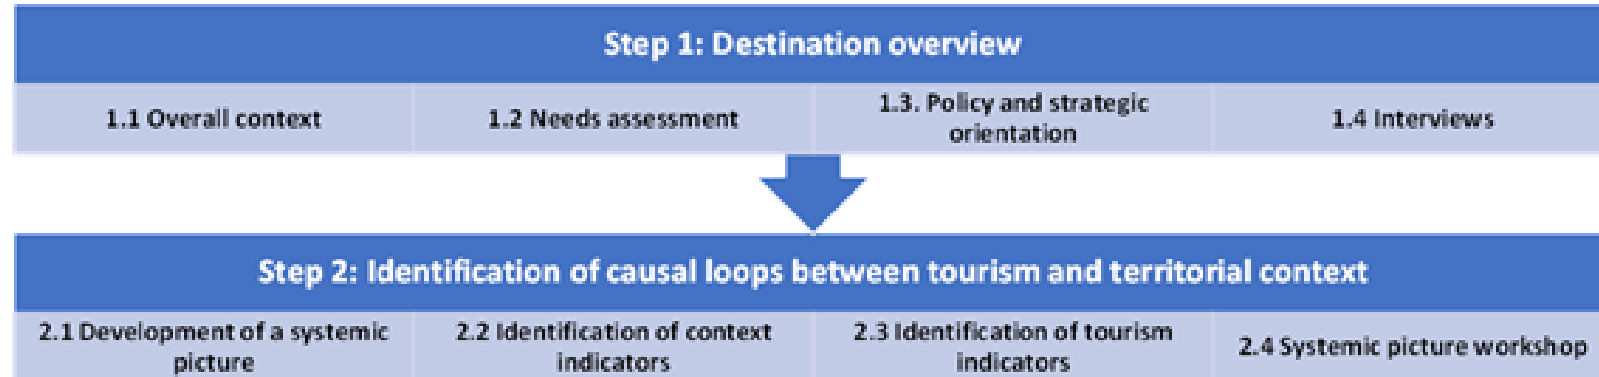 Step 1: Destination overview
1.1 Overall context
1.2 Needs assessment
1.3. Policy and strategic
orientation
1.4 Interviews
Step 2: Identification of causal loops between tourism and territorial context
2.1 Development of a systemic
picture
2.2 Identification of context
indicators
2.3 Identification of tourism
indicators
2.4 Systemic picture workshop